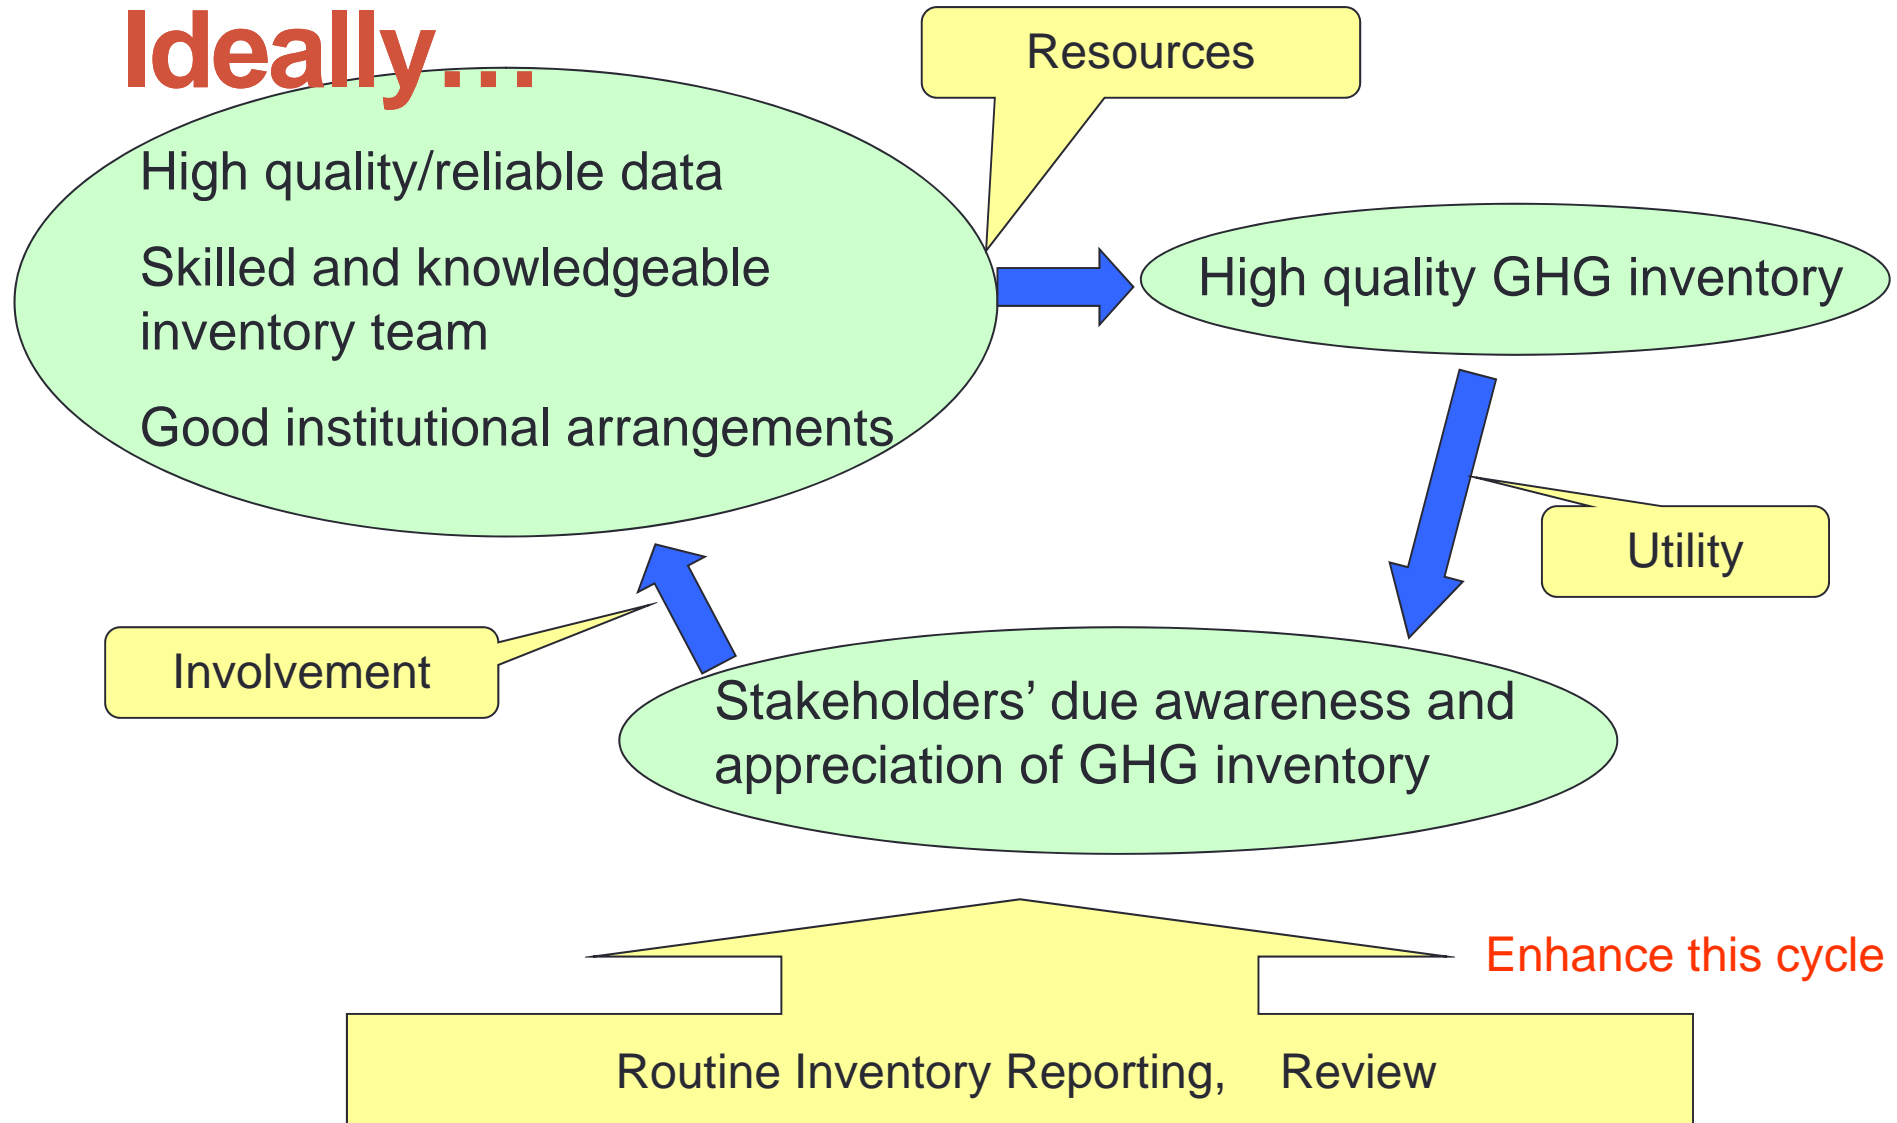 Ideally…
Resources
High quality/reliable data
Skilled and knowledgeable
inventory team
Good institutional arrangements
High quality GHG inventory
Utility
Involvement
Stakeholders’ due awareness and
appreciation of GHG inventory
Enhance this cycle
Routine Inventory Reporting, Review